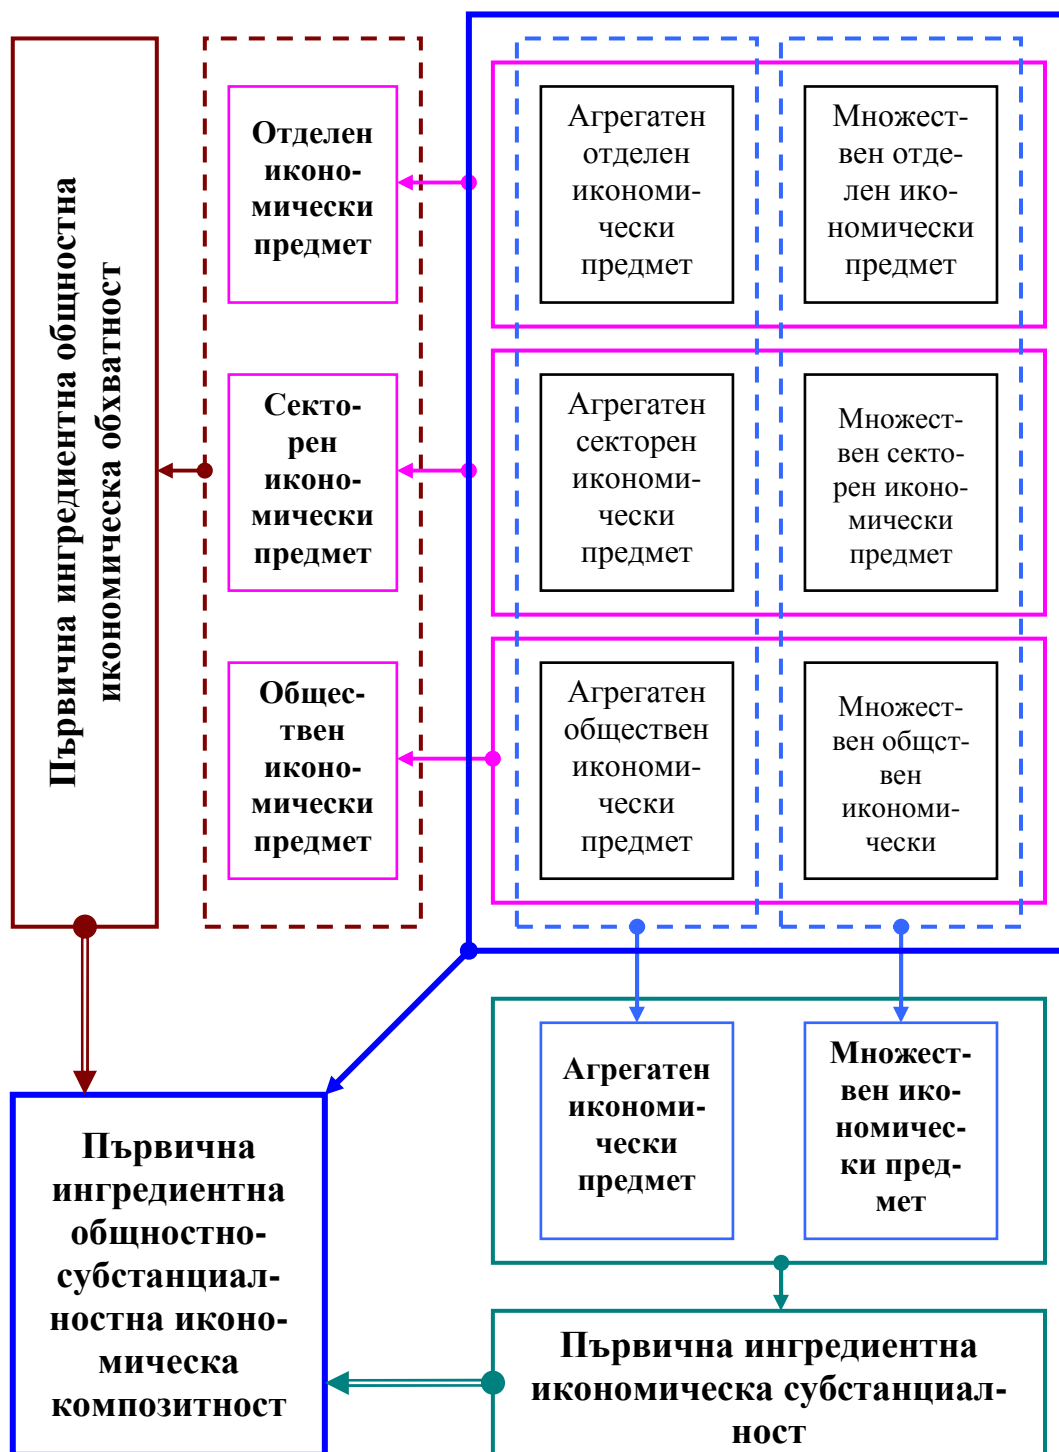 Първична ингредиентна общностна
икономическа обхватност
Отделен
иконо-
мически
предмет
Агрегатен
отделен
икономи-
чески
предмет
Множест-
вен отде-
лен ико-
номически
предмет
Секто-
рен
иконо-
мически
предмет
Агрегатен
секторен
икономи-
чески
предмет
Множест-
вен секто-
рен иконо-
мически
предмет
Общес-
твен
иконо-
мически
предмет
Агрегатен
обществен
икономи-
чески
предмет
Множест-
вен общст-
вен
икономи-
чески
Агрегатен
икономи-
чески
предмет
Множест-
вен ико-
номичес-
ки пред-
мет
Първична
ингредиентна
общностно-
субстанциал-
ностна иконо-
мическа
композитност
Първична ингредиентна
икономическа субстанциал-
ност